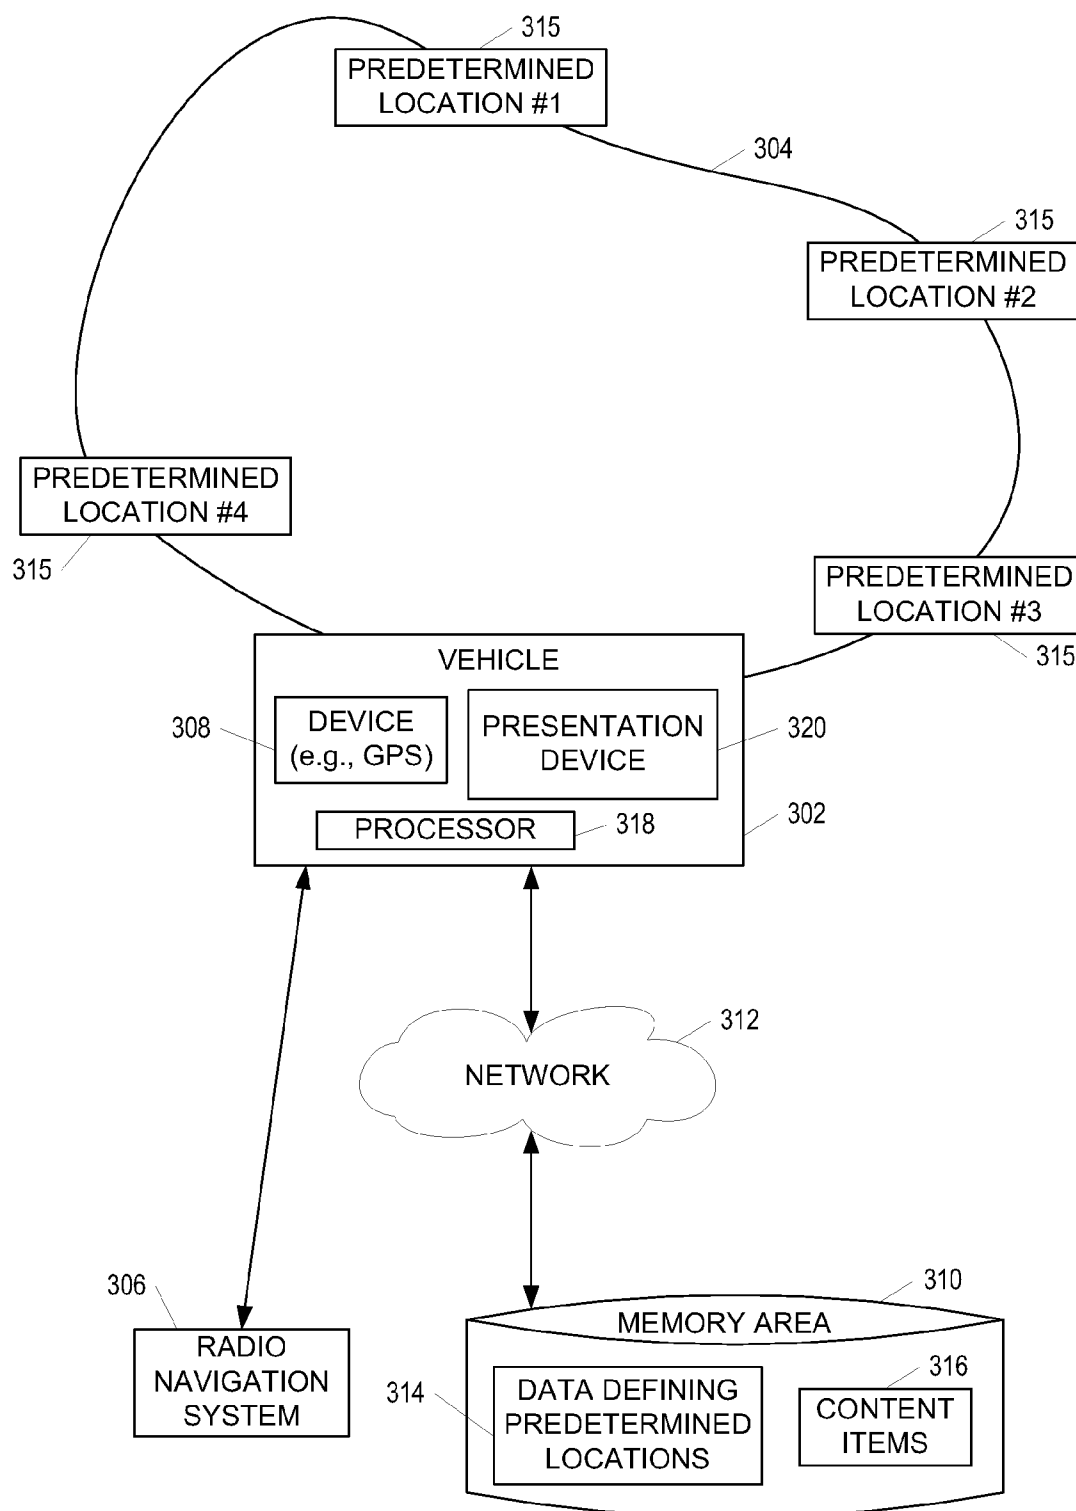 315
PREDETERMINED
LOCATION #1
304
315
PREDETERMINED
LOCATION #2
PREDETERMINED
LOCATION #4
315
PREDETERMINED
LOCATION #3
315
VEHICLE
308
DEVICE
(e.g., GPS)
PRESENTATION
DEVICE
320
302
PROCESSOR
318
312
NETWORK
306
RADIO
NAVIGATION
SYSTEM
310
MEMORY AREA
314
DATA DEFINING
PREDETERMINED
LOCATIONS
316
CONTENT
ITEMS